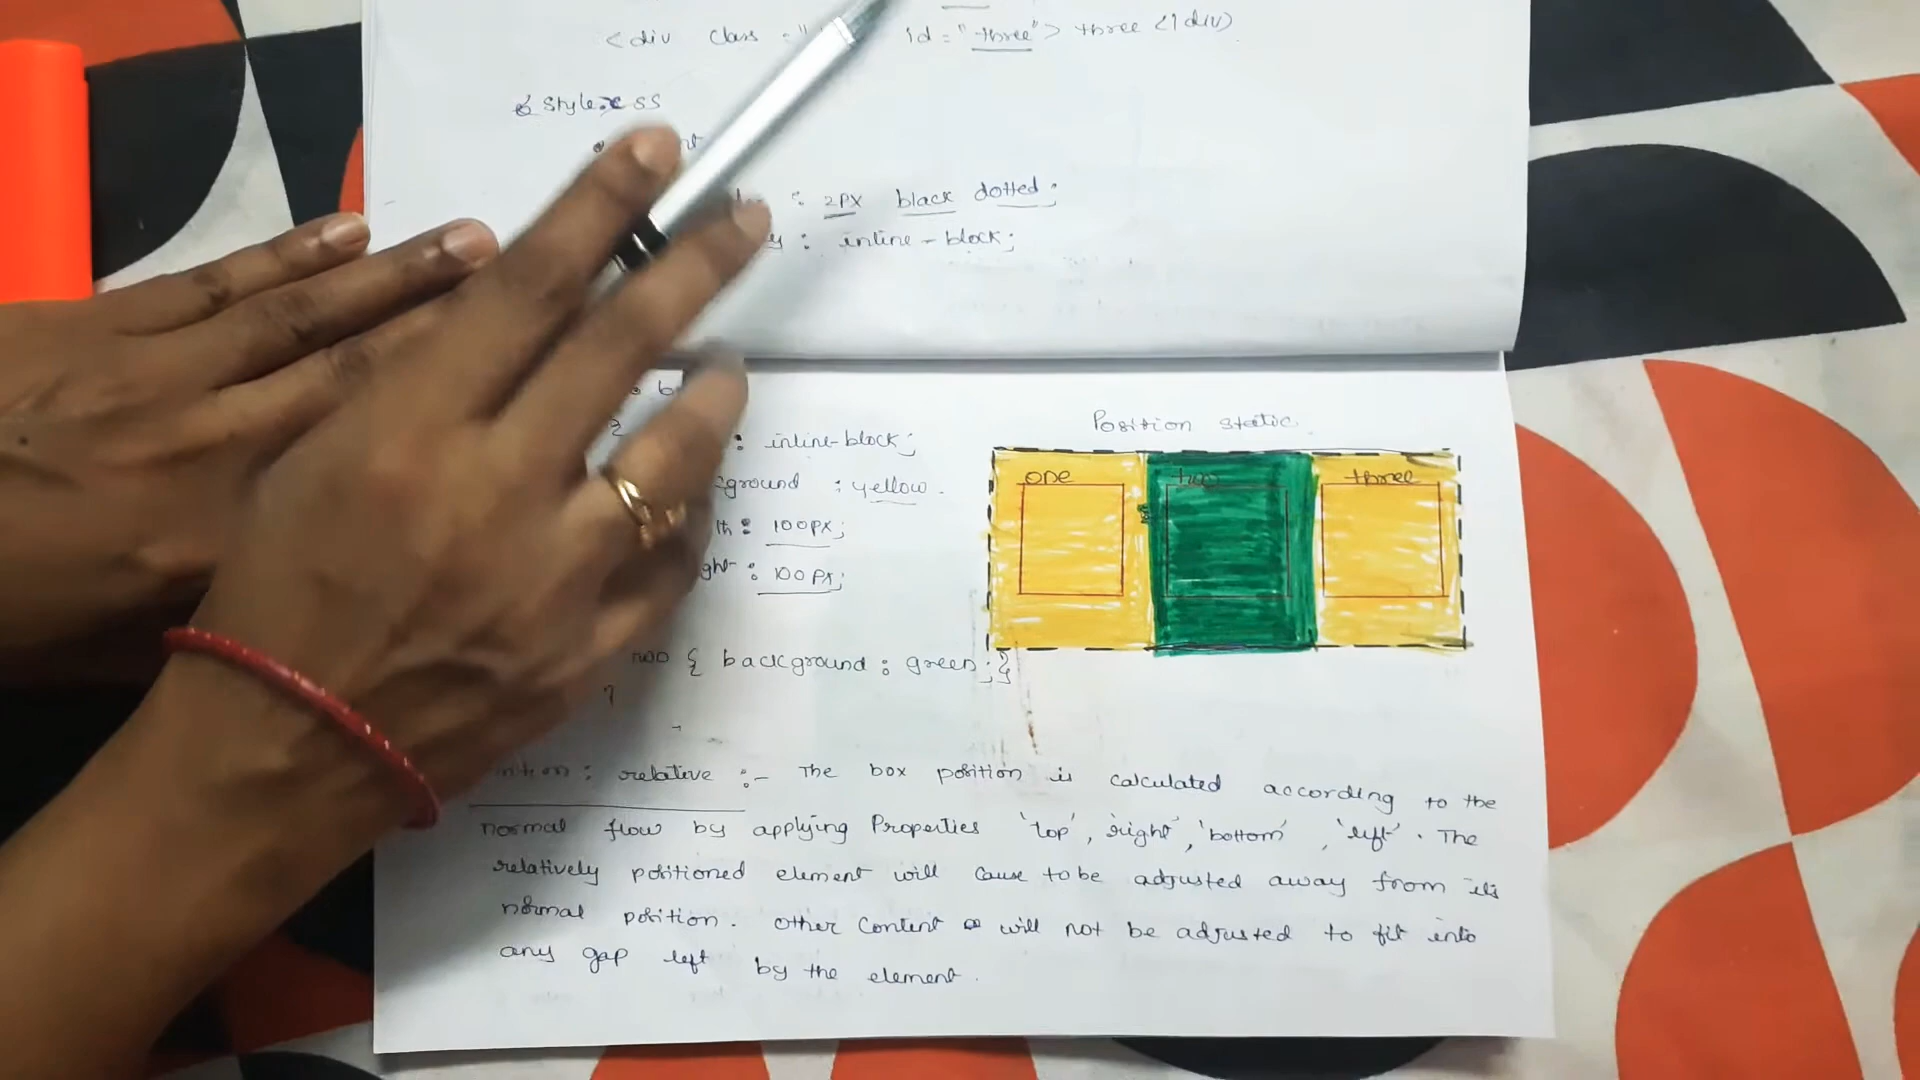 <div class =" id = "three"> three </div>
style.css
: 2px black dotted;
: inline-block;
{
: inline-block;
: yellow.
: 100px;
: 100px;
{ background : green; }
Position static
one two three
: relative :- The box position is calculated according to the
normal flow by applying Properties 'top', 'right', 'bottom', 'left'. The
relatively positioned element will cause to be adjusted away from its
normal position. other content will not be adjusted to fit into
any gap left by the element.